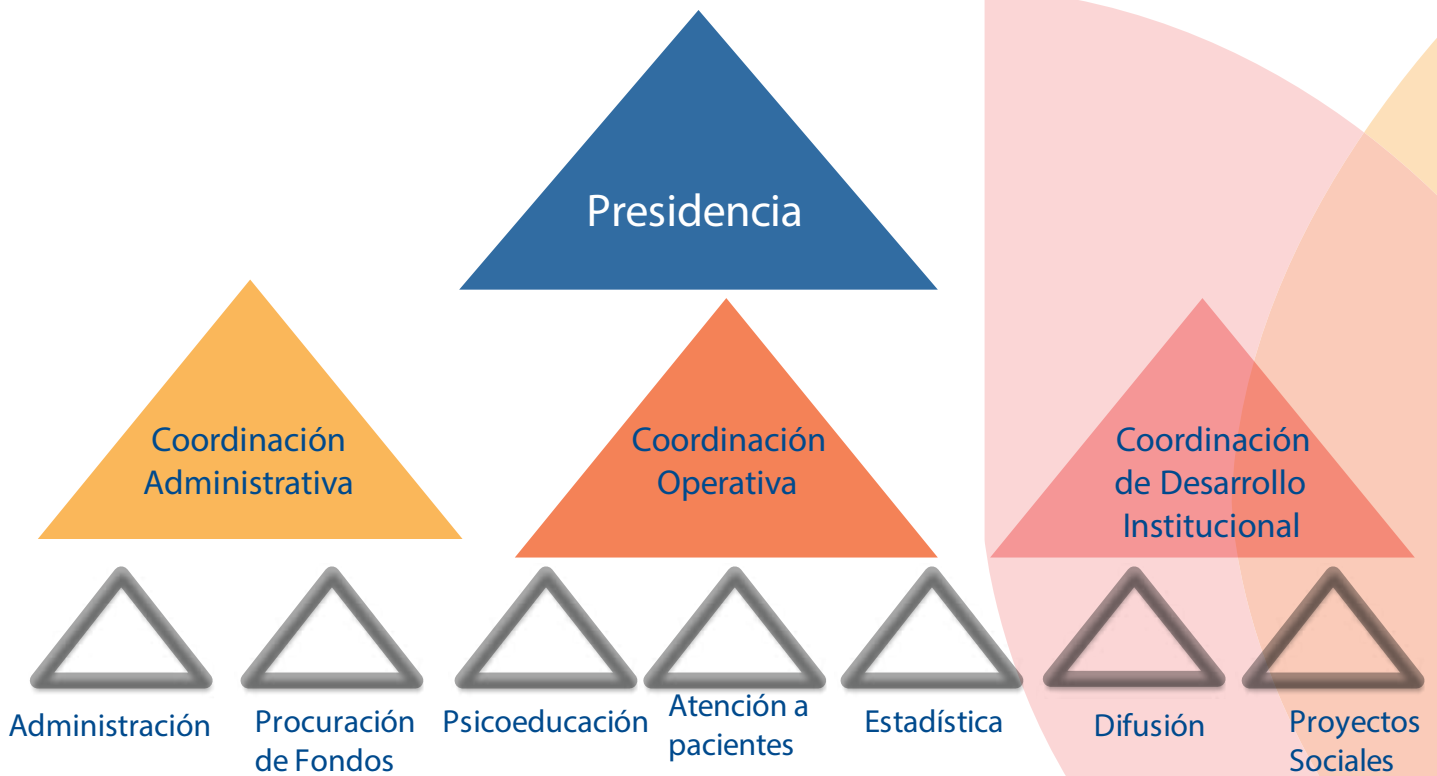 Presidencia
Coordinación
Administrativa
Coordinación
Operativa
Coordinación
de Desarrollo
Institucional
Administración
Procuración
de Fondos
Psicoeducación
Atención a
pacientes
Estadística
Difusión
Proyectos
Sociales